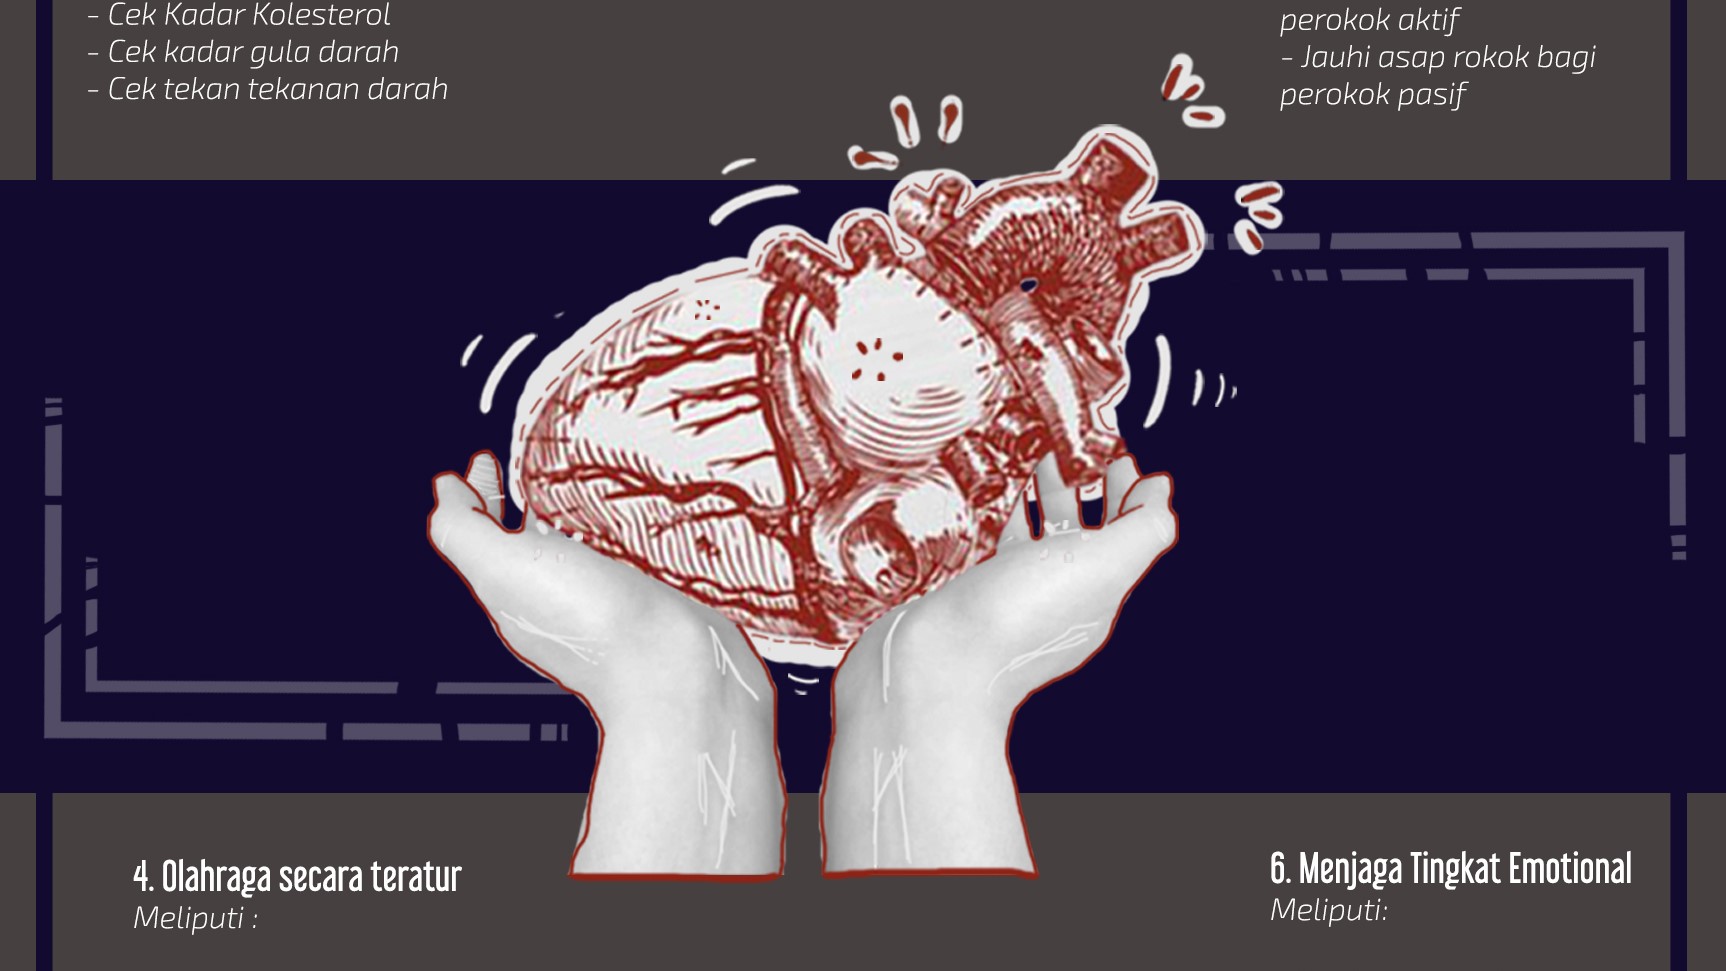 - Cek Kadar Kolesterol
- Cek kadar gula darah
- Cek tekan tekanan darah
perokok aktif
- Jauhi asap rokok bagi
perokok pasif
4. Olahraga secara teratur
Meliputi :
6. Menjaga Tingkat Emotional
Meliputi: